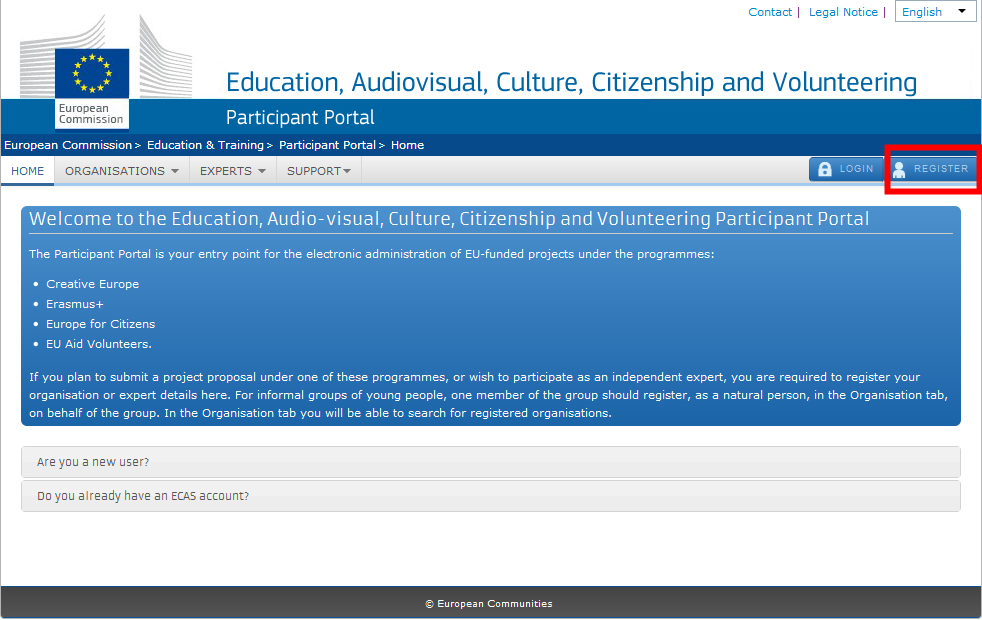 Contact | Legal Notice | English
European
Commission
Education, Audiovisual, Culture, Citizenship and Volunteering
Participant Portal
European Commission > Education & Training > Participant Portal > Home
HOME ORGANISATIONS EXPERTS SUPPORT LOGIN REGISTER
Welcome to the Education, Audio-visual, Culture, Citizenship and Volunteering Participant Portal
The Participant Portal is your entry point for the electronic administration of EU-funded projects under the programmes:
• Creative Europe
• Erasmus+
• Europe for Citizens
• EU Aid Volunteers.
If you plan to submit a project proposal under one of these programmes, or wish to participate as an independent expert, you are required to register your
organisation or expert details here. For informal groups of young people, one member of the group should register, as a natural person, in the Organisation tab,
on behalf of the group. In the Organisation tab you will be able to search for registered organisations.
Are you a new user?
Do you already have an ECAS account?
© European Communities